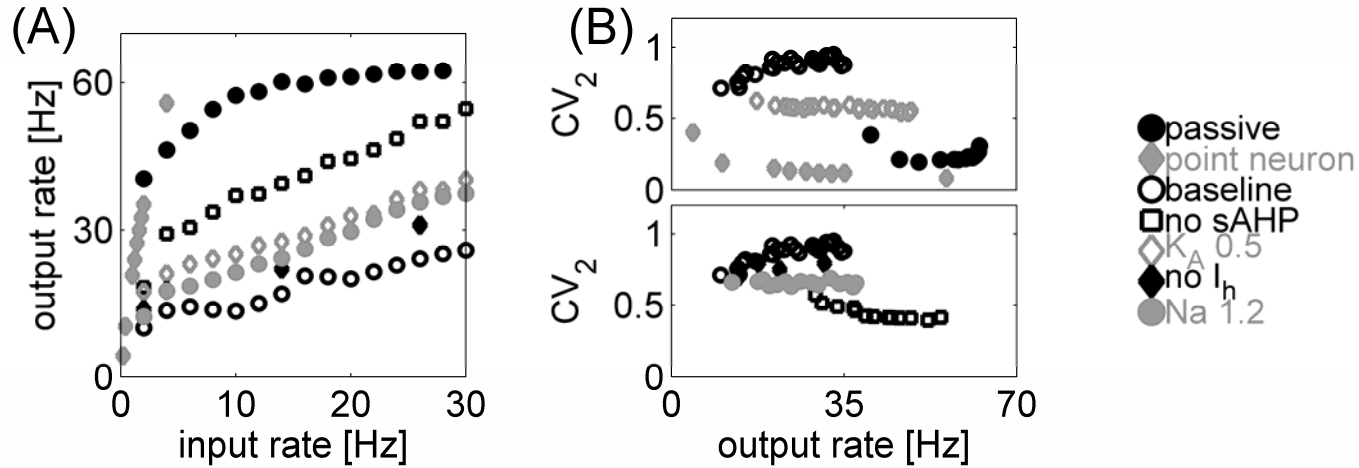 (A)
output rate [Hz]
60
30
0
0 10 20 30
input rate [Hz]
(B)
CV2
1
0.5
0
CV2
1
0.5
0
0 35 70
output rate [Hz]
passive
point neuron
baseline
no sAHP
KA 0.5
no Ih
Na 1.2